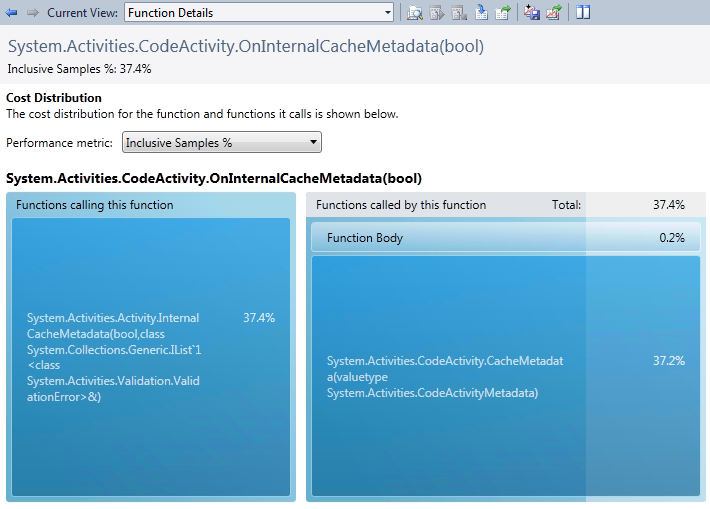 Current View: Function Details
System.Activities.CodeActivity.OnInternalCacheMetadata(bool)
Inclusive Samples %: 37.4%
Cost Distribution
The cost distribution for the function and functions it calls is shown below.
Performance metric: Inclusive Samples %
System.Activities.CodeActivity.OnInternalCacheMetadata(bool)
Functions calling this function
System.Activities.Activity.Internal 37.4%
CacheMetadata(bool,class
System.Collections.Generic.IList`1
<class
System.Activities.Validation.Valid
ationError>&)
Functions called by this function Total: 37.4%
Function Body 0.2%
System.Activities.CodeActivity.CacheMetadat 37.2%
a(valuetype
System.Activities.CodeActivityMetadata)